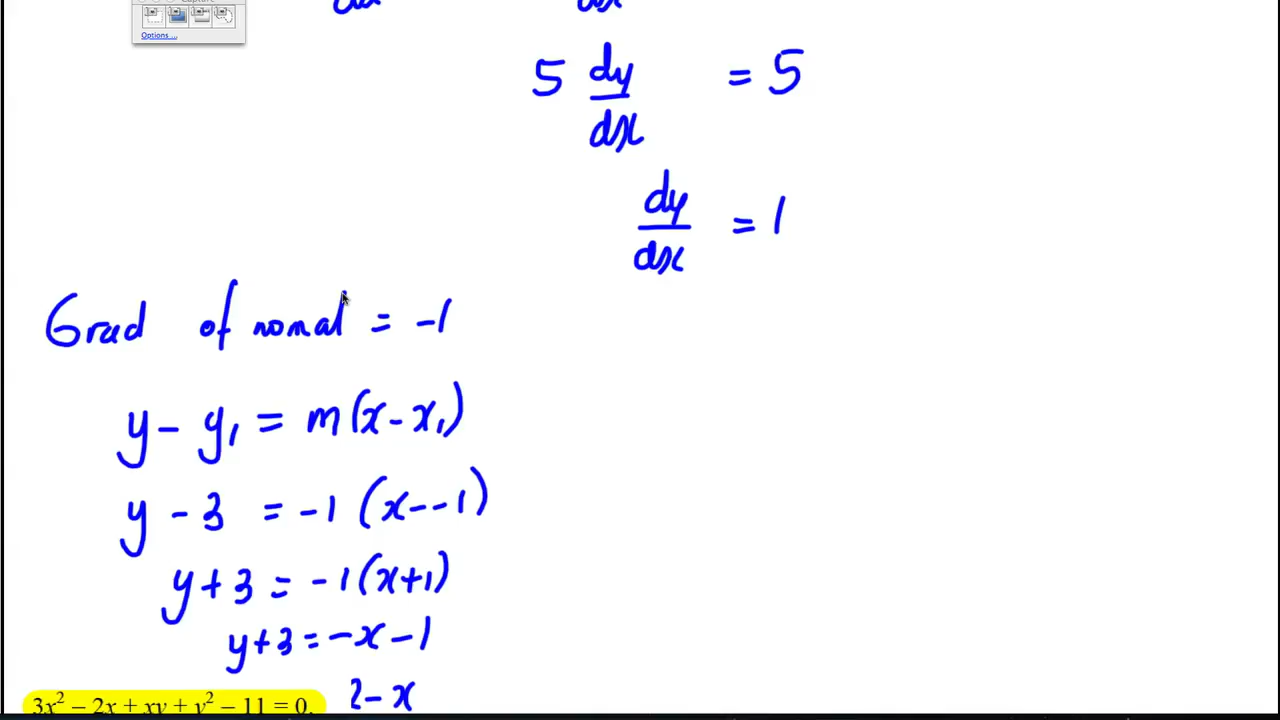 Capture
Options ...
5 dy/dx = 5
dy/dx = 1
Grad of nomal = -1
y - y₁ = m(x - x₁)
y - 3 = -1 (x - -1)
y + 3 = -1(x+1)
y + 3 = -x - 1
3x² – 2x + xy + y² – 11 = 0.
2 - x